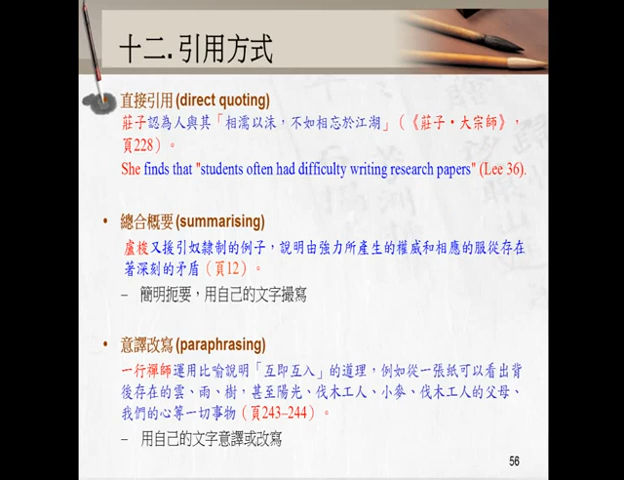 十二. 引用方式
• 直接引用 (direct quoting)
莊子認為人與其「相濡以沫，不如相忘於江湖」（《莊子•大宗師》，
頁228）。
She finds that "students often had difficulty writing research papers" (Lee 36).
• 總合概要 (summarising)
盧梭又援引奴隸制的例子，說明由強力所產生的權威和相應的服從存在
著深刻的矛盾（頁12）。
– 簡明扼要，用自己的文字撮寫
• 意譯改寫 (paraphrasing)
一行禪師運用比喻說明「互即互入」的道理，例如從一張紙可以看出背
後存在的雲、雨、樹，甚至陽光、伐木工人、小麥、伐木工人的父母、
我們的心等一切事物（頁243–244）。
– 用自己的文字意譯或改寫
56